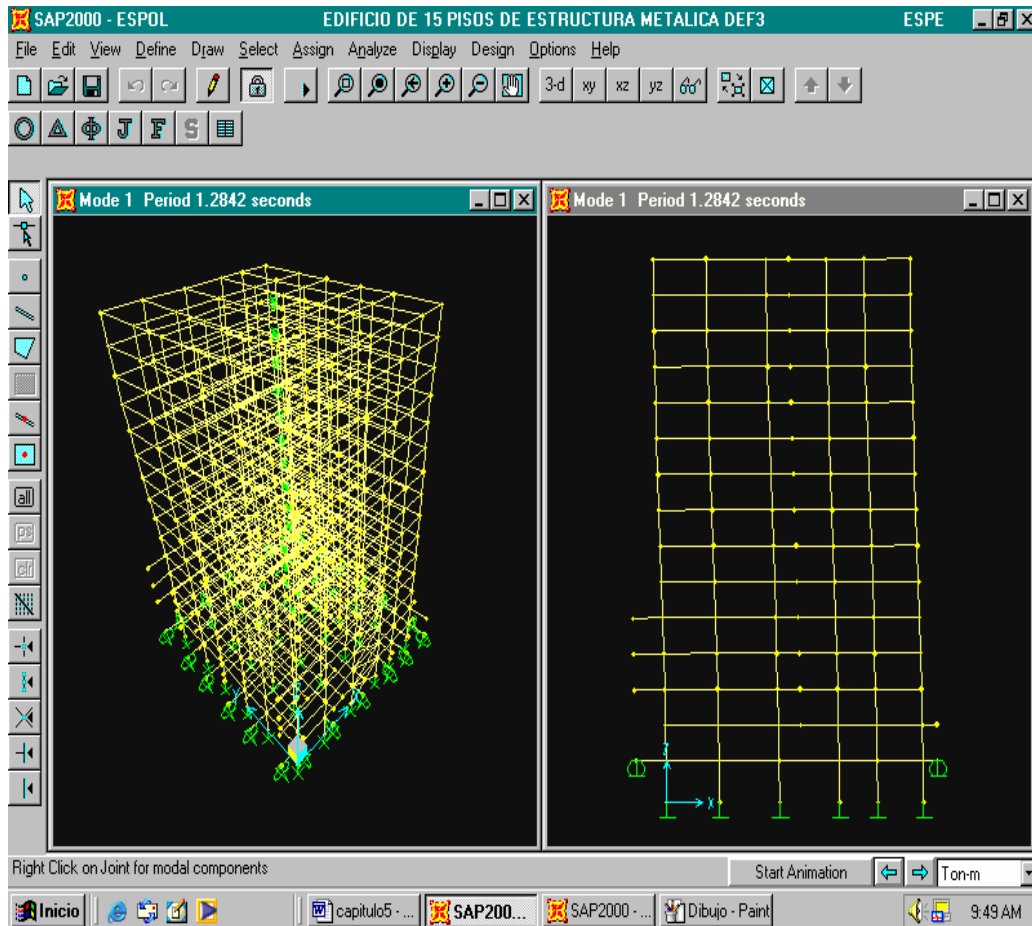 SAP2000 - ESPOL EDIFICIO DE 15 PISOS DE ESTRUCTURA METALICA DEF3 ESPE
File Edit View Define Draw Select Assign Analyze Display Design Options Help
3-d xy xz yz
J F S
Mode 1 Period 1.2842 seconds
Mode 1 Period 1.2842 seconds
all
ps
clr
Z
X
Right Click on Joint for modal components
Start Animation
Ton-m
Inicio
capitulo5 - ...
SAP200...
SAP2000 - ...
Dibujo - Paint
9:49 AM